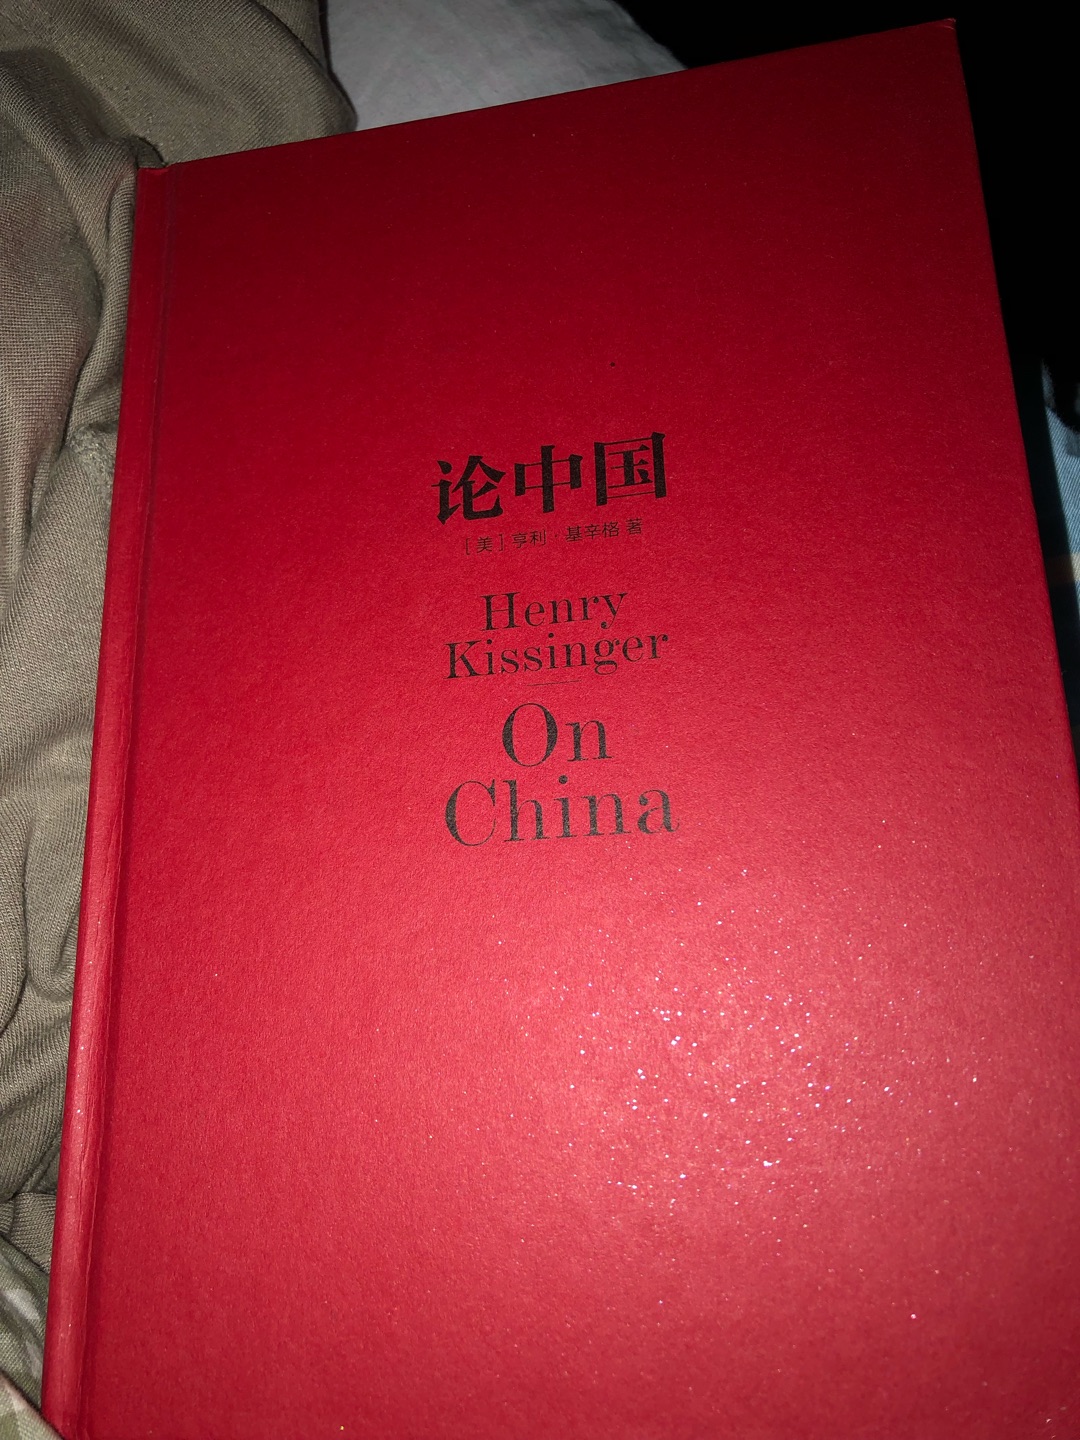 论中国
[美] 亨利·基辛格 著
Henry
Kissinger
On
China